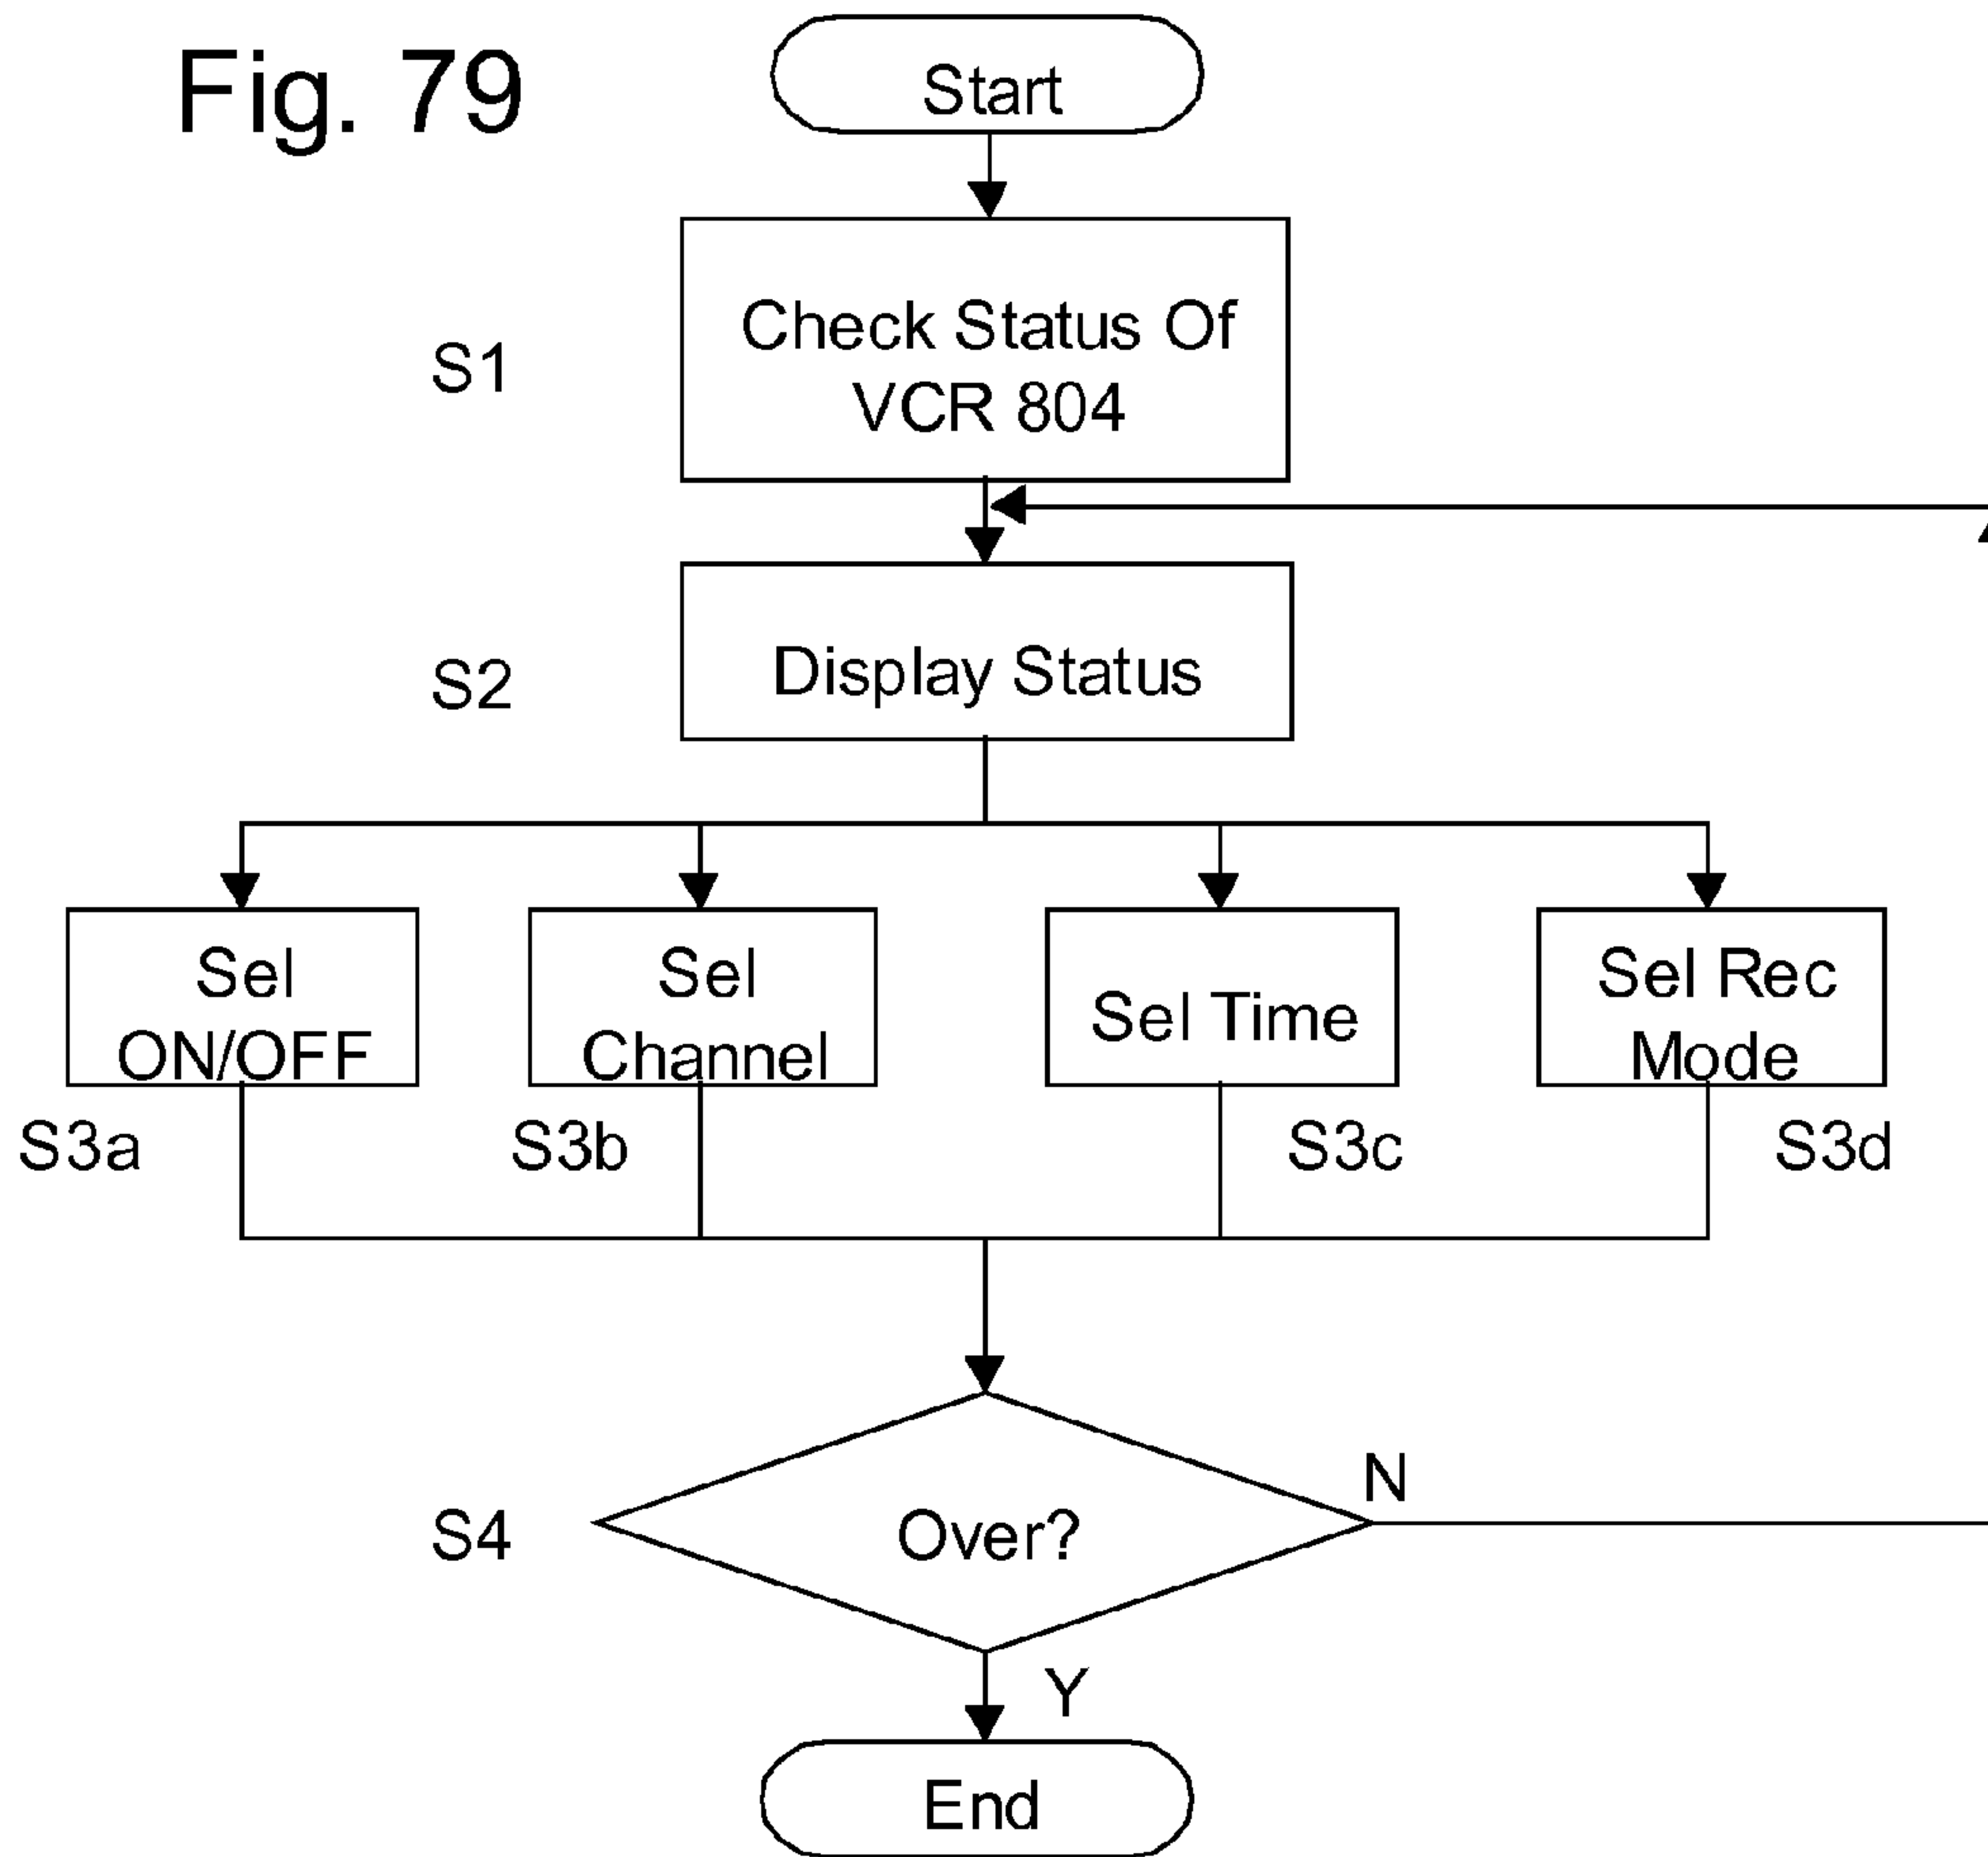 Fig. 79
Start
S1
Check Status Of
VCR 804
S2
Display Status
Sel
ON/OFF
Sel
Channel
Sel Time
Sel Rec
Mode
S3a
S3b
S3c
S3d
S4
Over?
N
Y
End